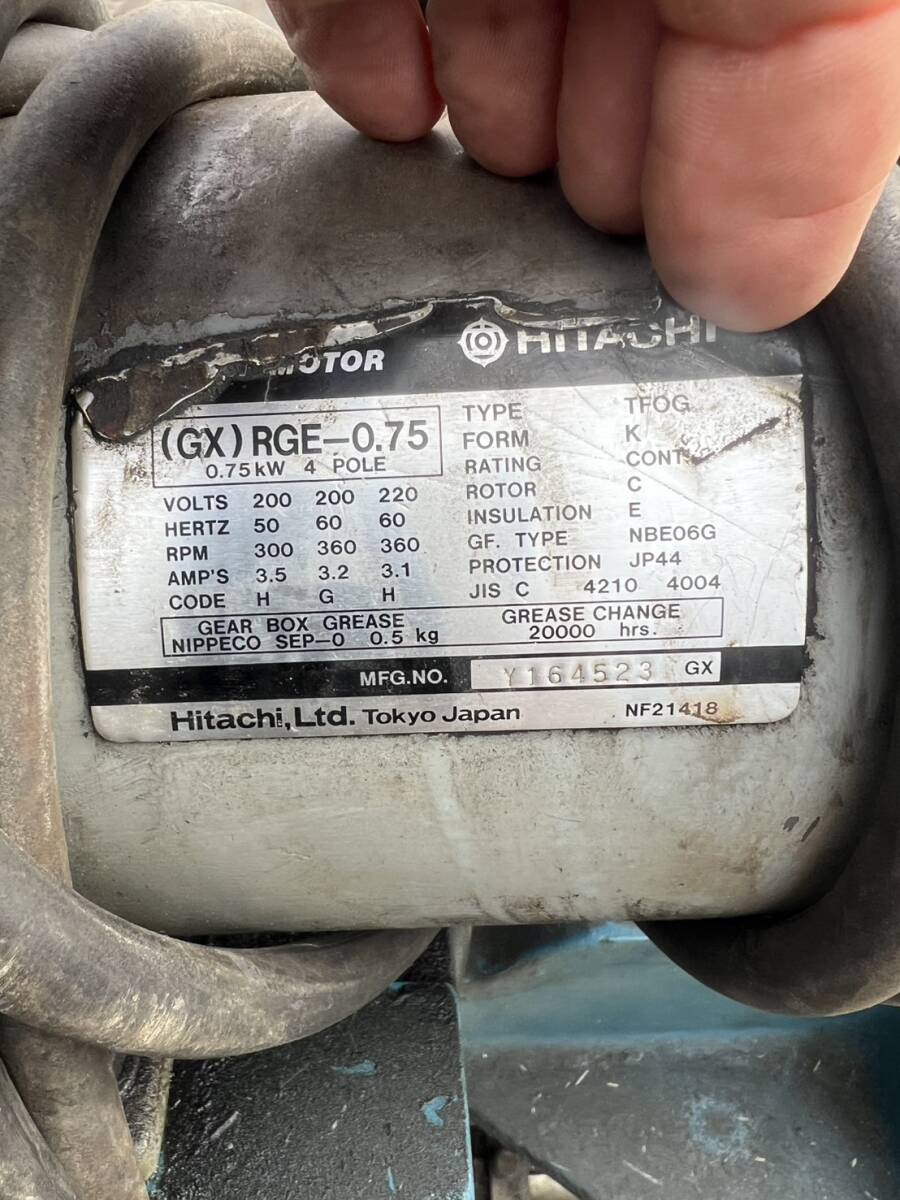 MOTOR HITACHI
(GX) RGE-0.75
0.75kW 4 POLE
VOLTS 200 200 220
HERTZ 50 60 60
RPM 300 360 360
AMP'S 3.5 3.2 3.1
CODE H G H
TYPE TFOG
FORM K
RATING CONT.
ROTOR C
INSULATION E
GF. TYPE NBE06G
PROTECTION JP44
JIS C 4210 4004
GEAR BOX GREASE
NIPPECO SEP-0 0.5 kg
GREASE CHANGE
20000 hrs.
MFG.NO. Y164523 GX
Hitachi, Ltd. Tokyo Japan NF21418